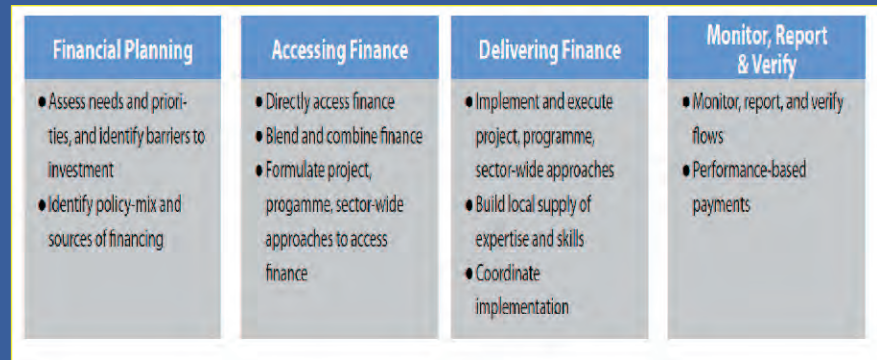 Financial Planning
● Assess needs and priori-
ties, and identify barriers to
investment
● Identify policy-mix and
sources of financing
Accessing Finance
● Directly access finance
● Blend and combine finance
● Formulate project,
progamme, sector-wide
approaches to access
finance
Delivering Finance
● Implement and execute
project, programme,
sector-wide approaches
● Build local supply of
expertise and skills
● Coordinate
implementation
Monitor, Report
& Verify
● Monitor, report, and verify
flows
● Performance-based
payments